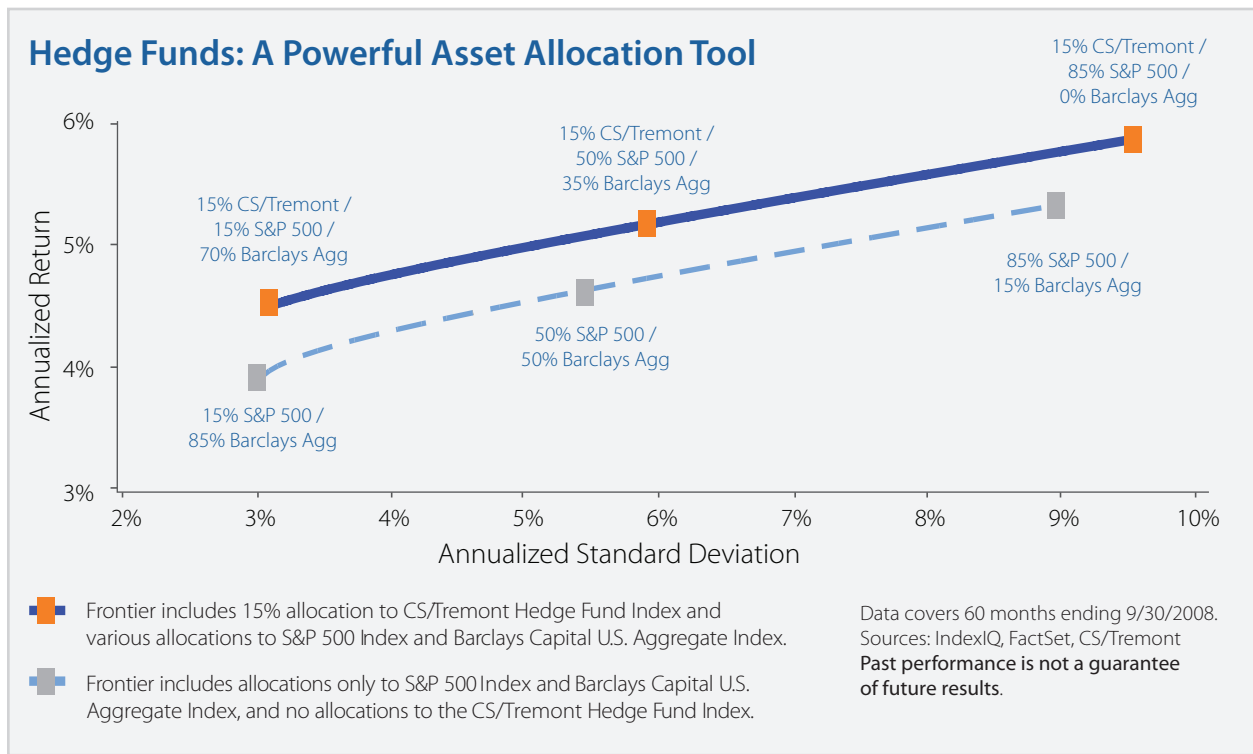 Hedge Funds: A Powerful Asset Allocation Tool
15% CS/Tremont /
85% S&P 500 /
0% Barclays Agg
15% CS/Tremont /
50% S&P 500 /
35% Barclays Agg
15% CS/Tremont /
15% S&P 500 /
70% Barclays Agg
85% S&P 500 /
15% Barclays Agg
50% S&P 500 /
50% Barclays Agg
15% S&P 500 /
85% Barclays Agg
Annualized Return
6%
5%
4%
3%
2% 3% 4% 5% 6% 7% 8% 9% 10%
Annualized Standard Deviation
Frontier includes 15% allocation to CS/Tremont Hedge Fund Index and
various allocations to S&P 500 Index and Barclays Capital U.S. Aggregate Index.
Frontier includes allocations only to S&P 500 Index and Barclays Capital U.S.
Aggregate Index, and no allocations to the CS/Tremont Hedge Fund Index.
Data covers 60 months ending 9/30/2008.
Sources: IndexIQ, FactSet, CS/Tremont
Past performance is not a guarantee
of future results.